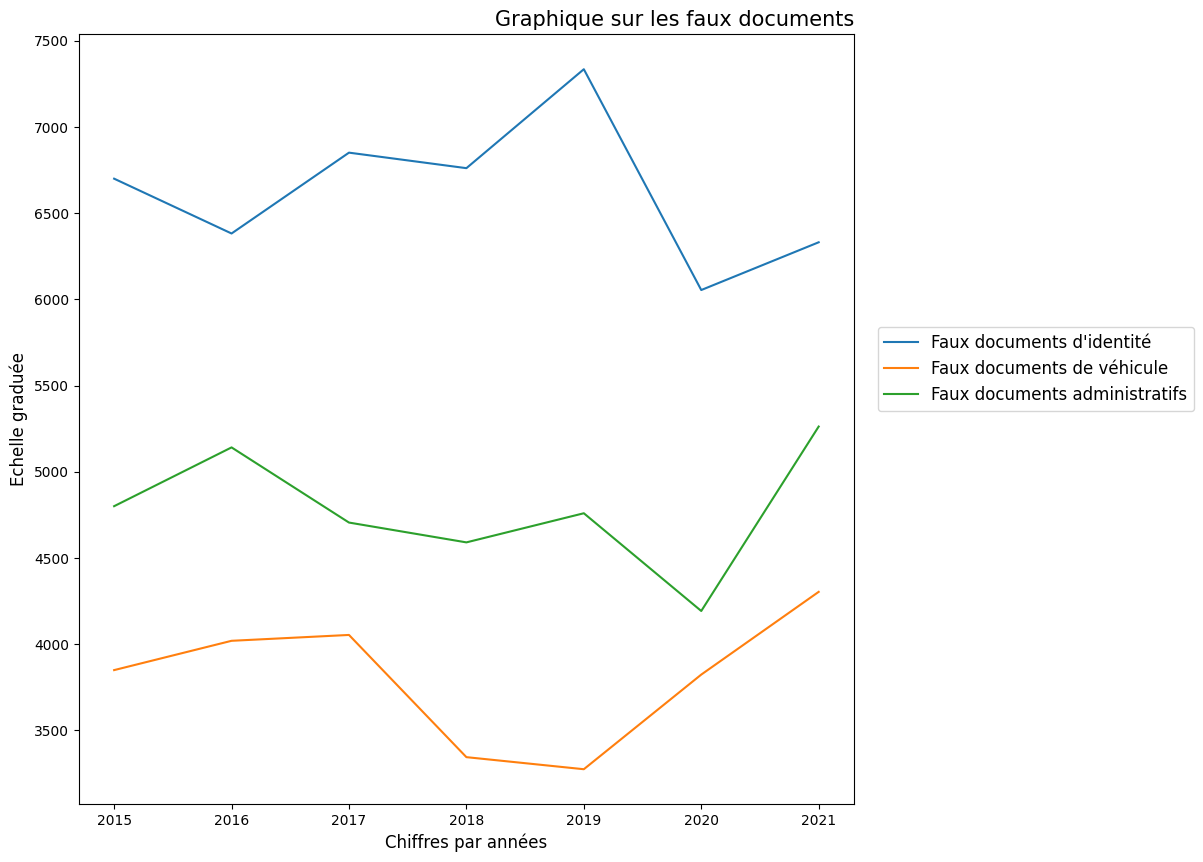 Graphique sur les faux documents
Echelle graduée
7500
7000
6500
6000
5500
5000
4500
4000
3500
2015 2016 2017 2018 2019 2020 2021
Chiffres par années
Faux documents d'identité
Faux documents de véhicule
Faux documents administratifs